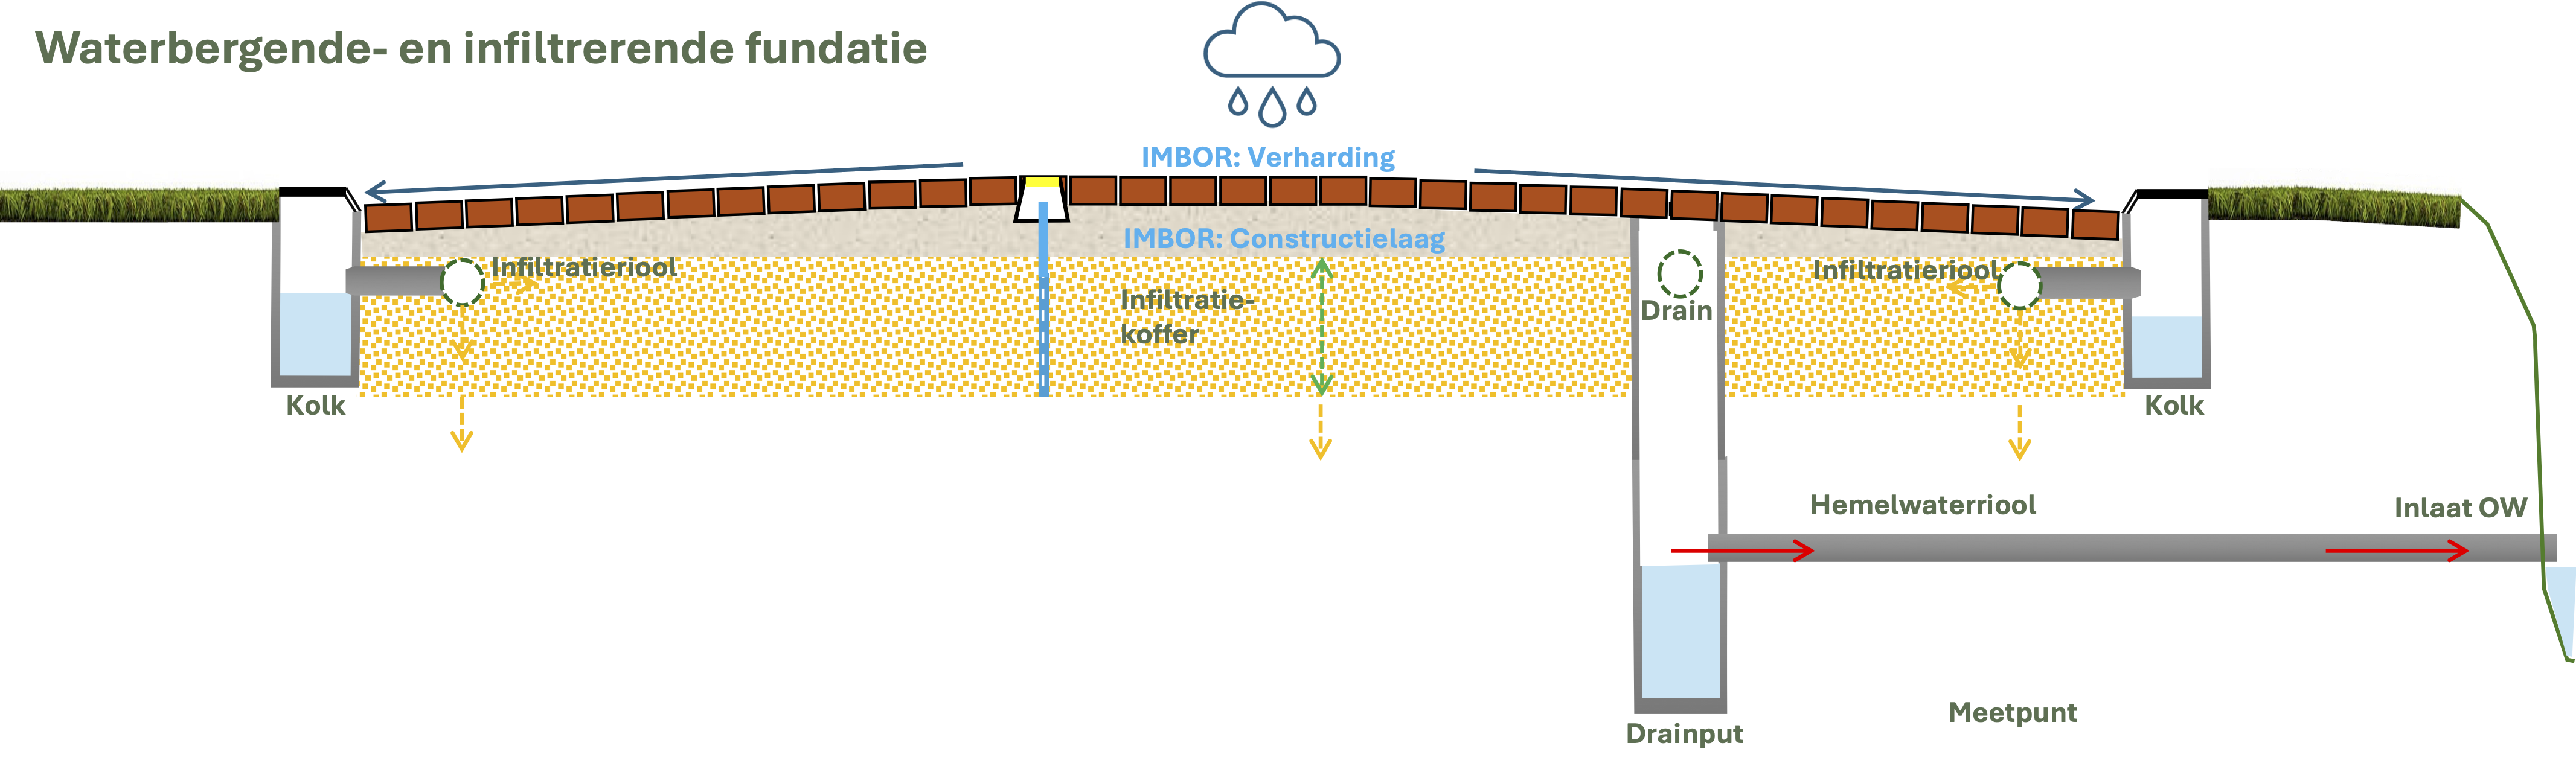 Waterbergende- en infiltrerende fundatie
IMBOR: Verharding
IMBOR: Constructielaag
Infiltratieriool
Infiltratieriool
Infiltratie-
koffer
Drain
Kolk
Kolk
Hemelwaterriool
Inlaat OW
Meetpunt
Drainput